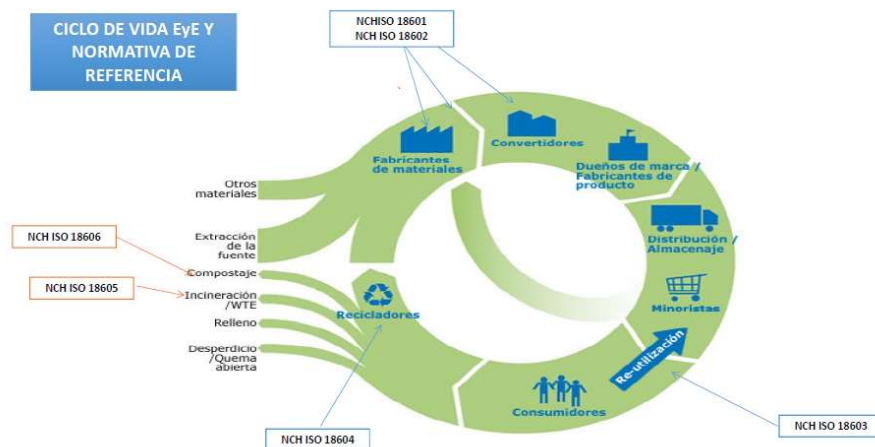 CICLO DE VIDA EyE Y
NORMATIVA DE
REFERENCIA
NCHISO 18601
NCH ISO 18602
Fabricantes
de materiales
Convertidores
Dueños de marca /
Fabricantes de
producto
Distribución /
Almacenaje
Minoristas
Re-utilización
Consumidores
Recicladores
Otros
materiales
Extracción
de la
fuente
Compostaje
Incineración
/WTE
Relleno
Desperdicio
/Quema
abierta
NCH ISO 18606
NCH ISO 18605
NCH ISO 18604
NCH ISO 18603